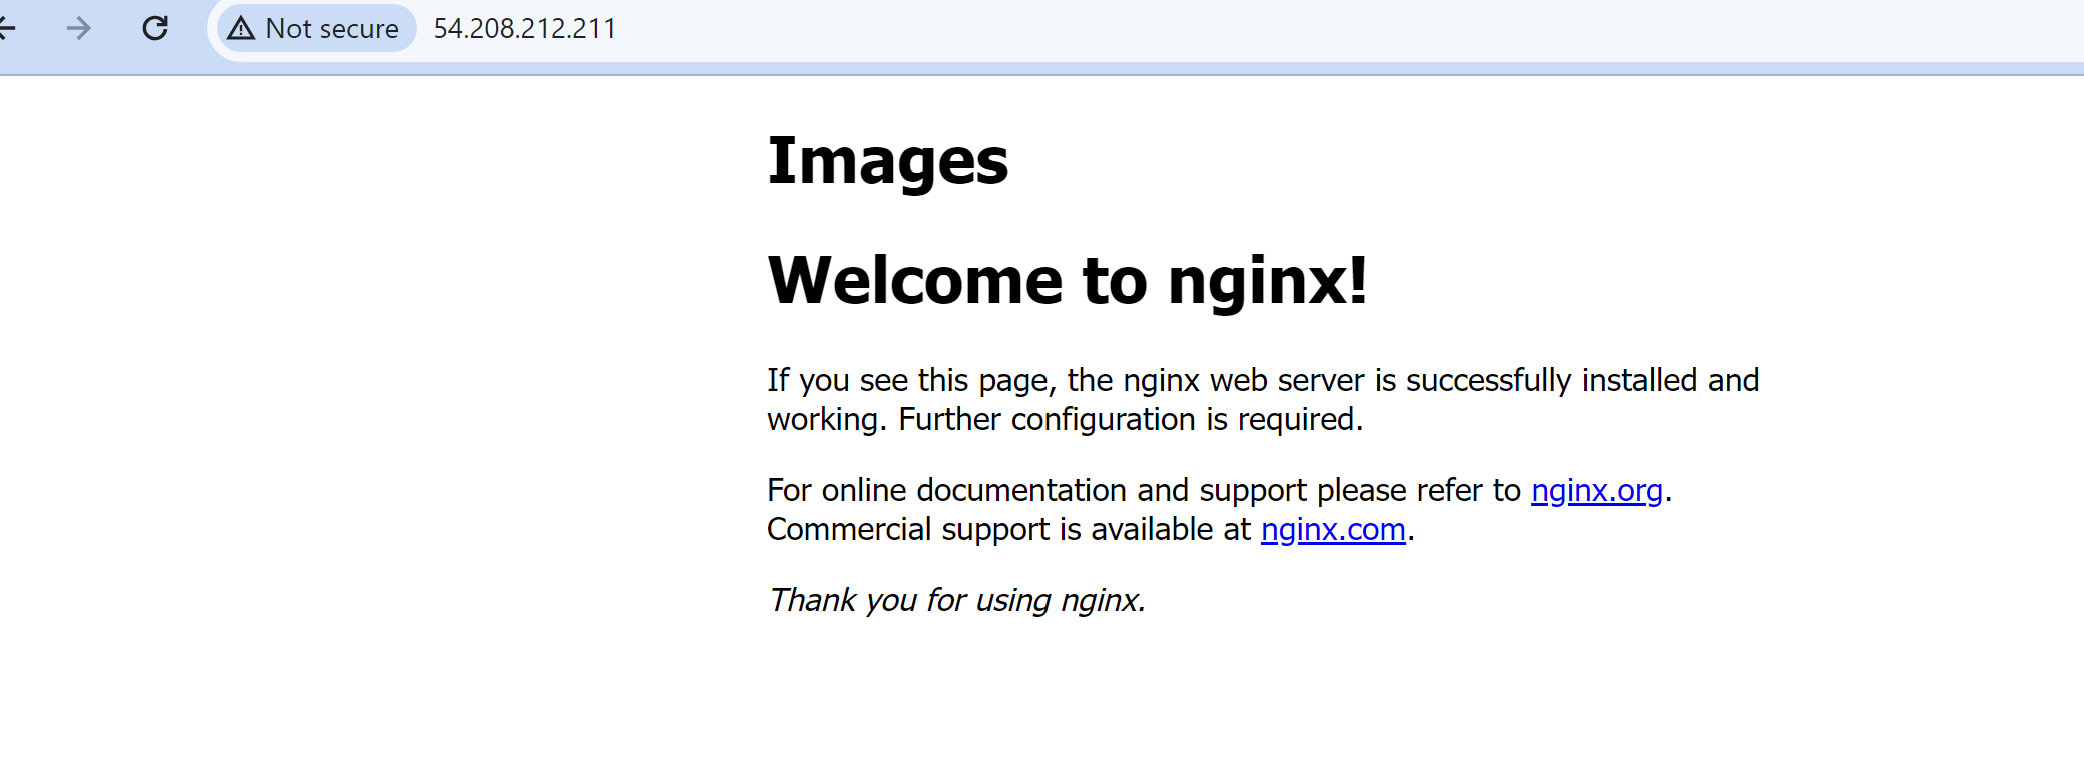 Not secure 54.208.212.211
Images
Welcome to nginx!
If you see this page, the nginx web server is successfully installed and
working. Further configuration is required.
For online documentation and support please refer to nginx.org.
Commercial support is available at nginx.com.
Thank you for using nginx.